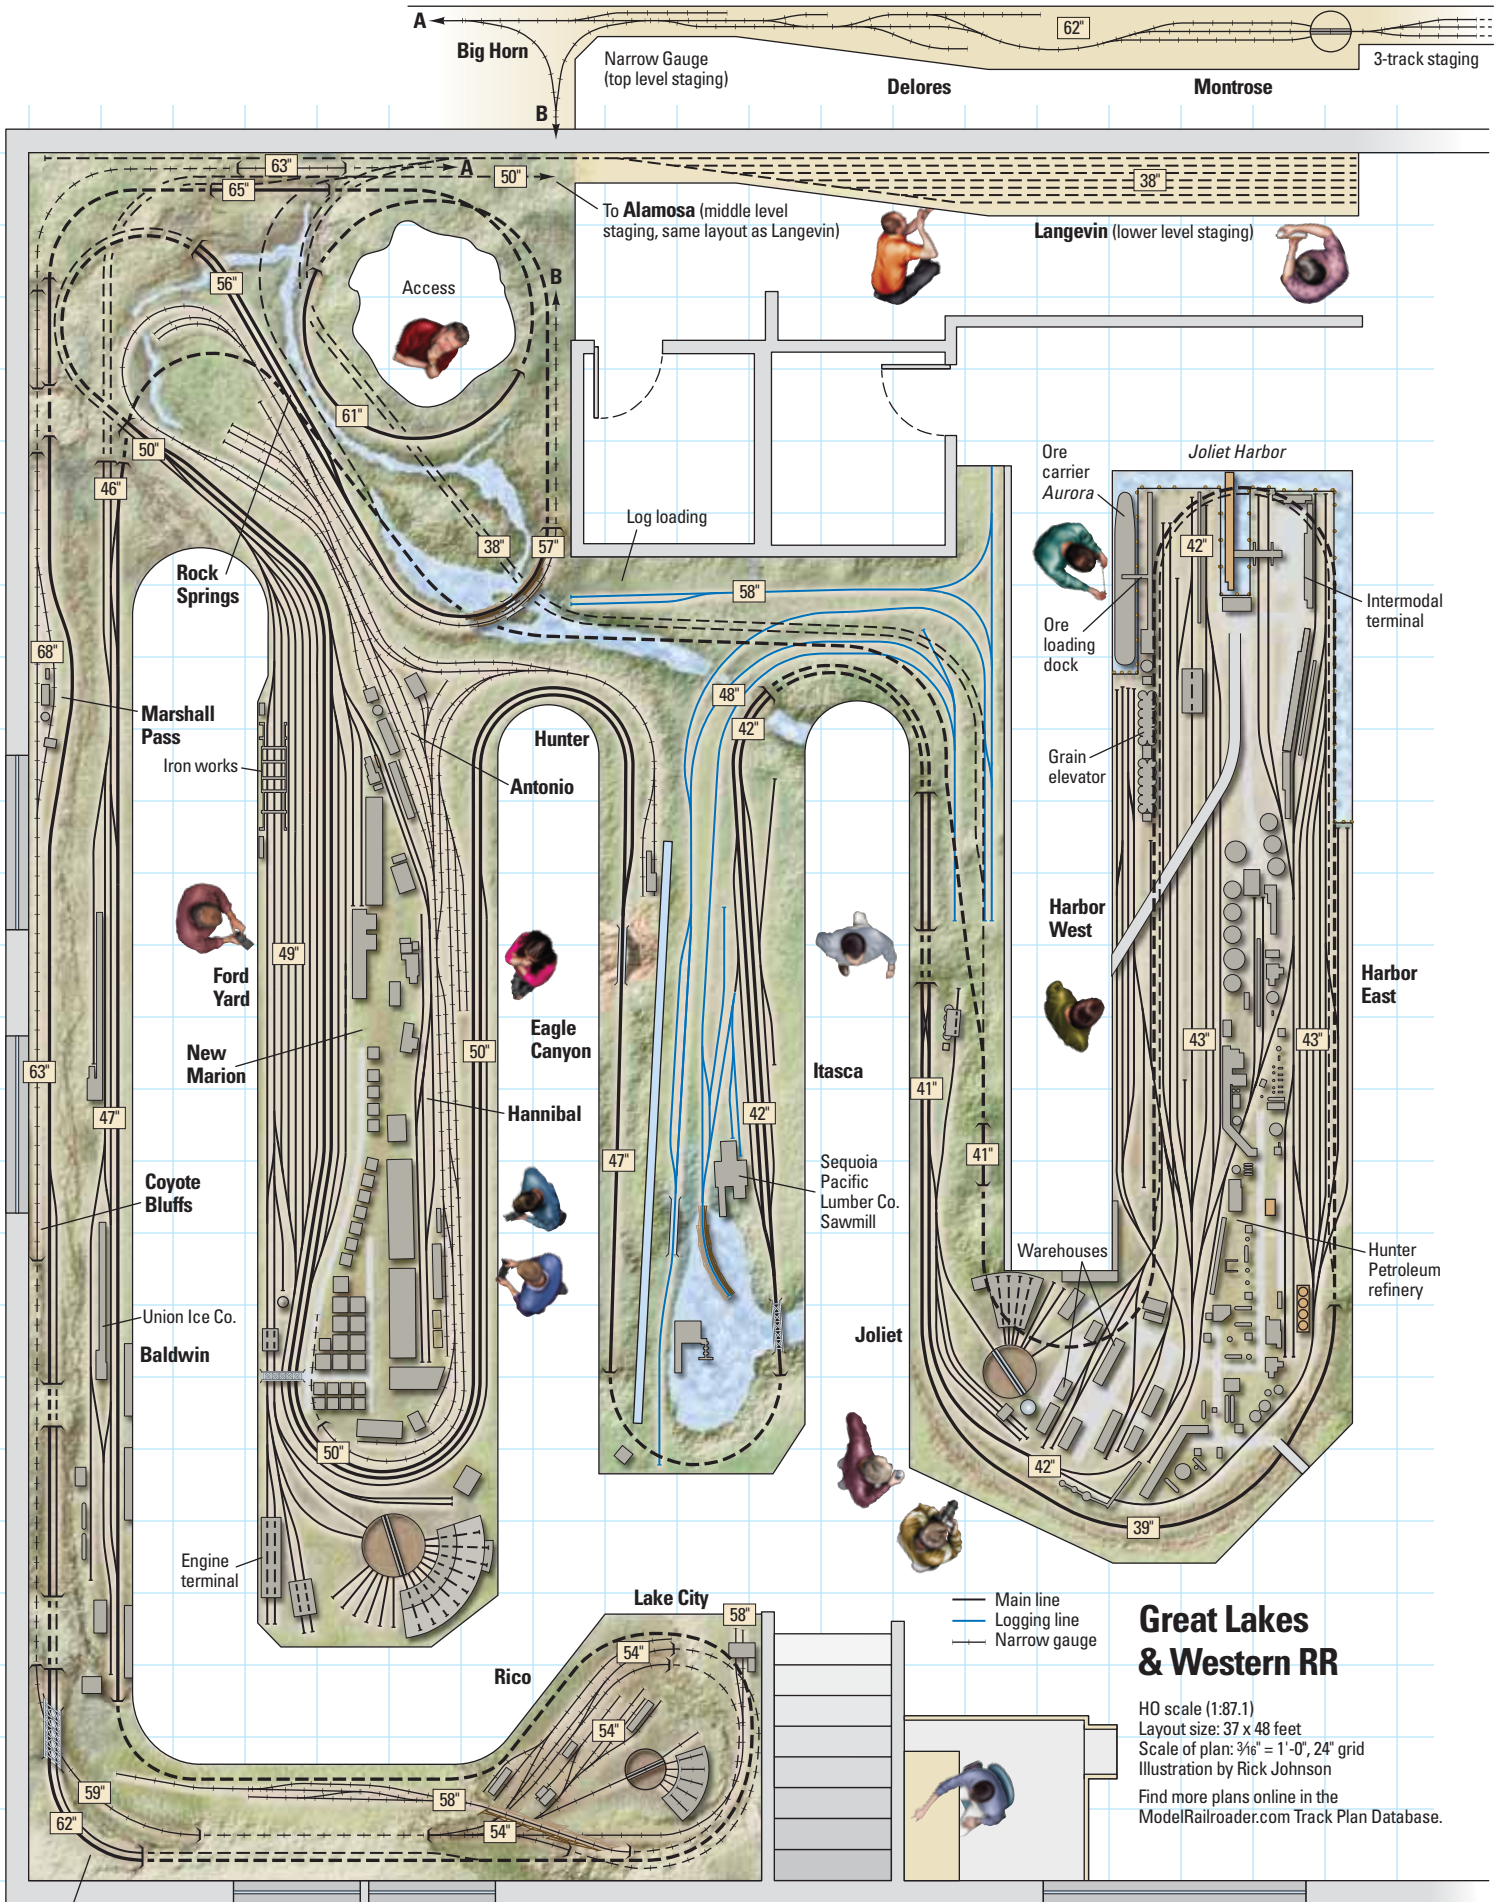 A
Big Horn
B
Narrow Gauge
(top level staging)
62"
Delores
Montrose
3-track staging
63"
65"
A
50"
38"
To Alamosa (middle level
staging, same layout as Langevin)
Langevin (lower level staging)
56"
Access
B
61"
50"
46"
Ore
carrier
Aurora
Joliet Harbor
Log loading
38"
57"
42"
Rock
Springs
58"
Intermodal
terminal
Ore
loading
dock
68"
48"
42"
Marshall
Pass
Hunter
Iron works
Antonio
Grain
elevator
Harbor
West
49"
Ford
Yard
Harbor
East
Eagle
Canyon
50"
43"
43"
New
Marion
63"
Itasca
41"
47"
Hannibal
42"
41"
47"
Coyote
Bluffs
Sequoia
Pacific
Lumber Co.
Sawmill
Warehouses
Hunter
Petroleum
refinery
Union Ice Co.
Baldwin
Joliet
50"
42"
39"
Engine
terminal
Lake City
58"
Main line
Logging line
Narrow gauge
Great Lakes
& Western RR
54"
Rico
54"
HO scale (1:87.1)
Layout size: 37 x 48 feet
Scale of plan: 3⁄16" = 1'-0", 24" grid
Illustration by Rick Johnson
59"
58"
Find more plans online in the
ModelRailroader.com Track Plan Database.
62"
54"